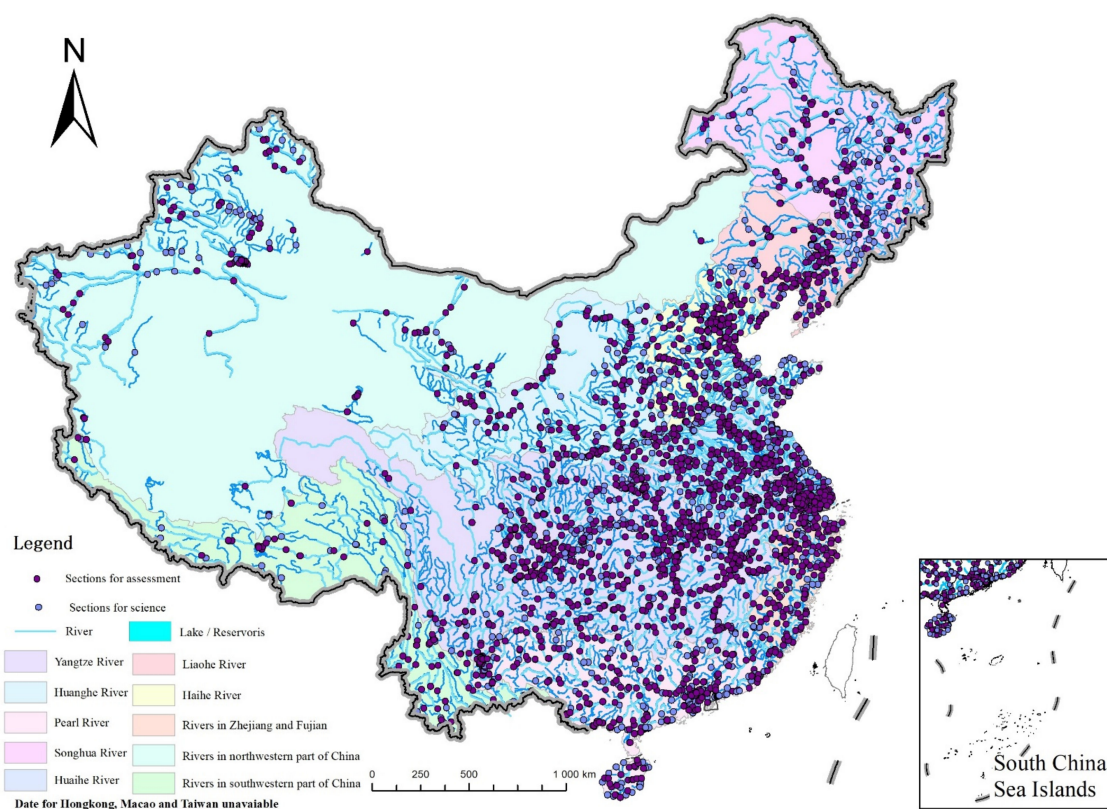 N
Legend
Sections for assessment
Sections for science
River
Lake / Reservoris
Yangtze River
Liaohe River
Huanghe River
Haihe River
Pearl River
Rivers in Zhejiang and Fujian
Songhua River
Rivers in northwestern part of China
Huaihe River
Rivers in southwestern part of China
Date for Hongkong, Macao and Taiwan unavaiable
0 250 500 1 000 km
South China
Sea Islands